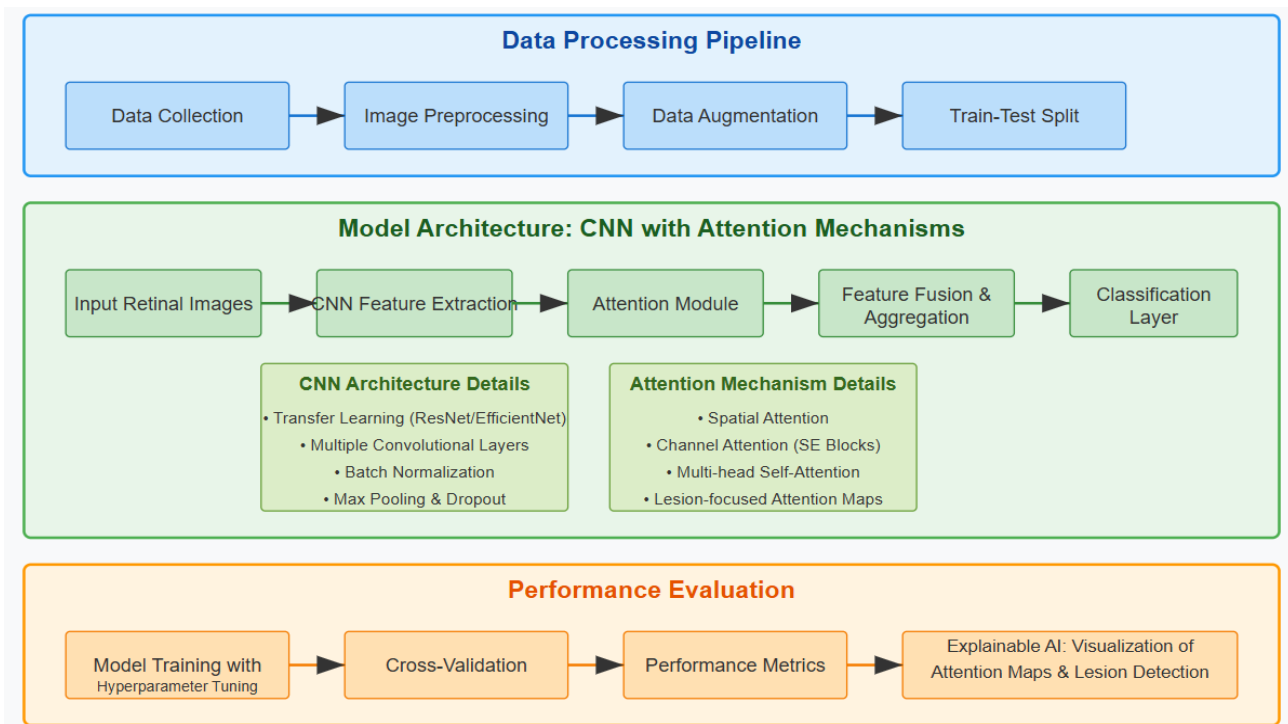 Data Processing Pipeline
Data Collection
Image Preprocessing
Data Augmentation
Train-Test Split
Model Architecture: CNN with Attention Mechanisms
Input Retinal Images
CNN Feature Extraction
Attention Module
Feature Fusion &
Aggregation
Classification
Layer
CNN Architecture Details
• Transfer Learning (ResNet/EfficientNet)
• Multiple Convolutional Layers
• Batch Normalization
• Max Pooling & Dropout
Attention Mechanism Details
• Spatial Attention
• Channel Attention (SE Blocks)
• Multi-head Self-Attention
• Lesion-focused Attention Maps
Performance Evaluation
Model Training with
Hyperparameter Tuning
Cross-Validation
Performance Metrics
Explainable AI: Visualization of
Attention Maps & Lesion Detection